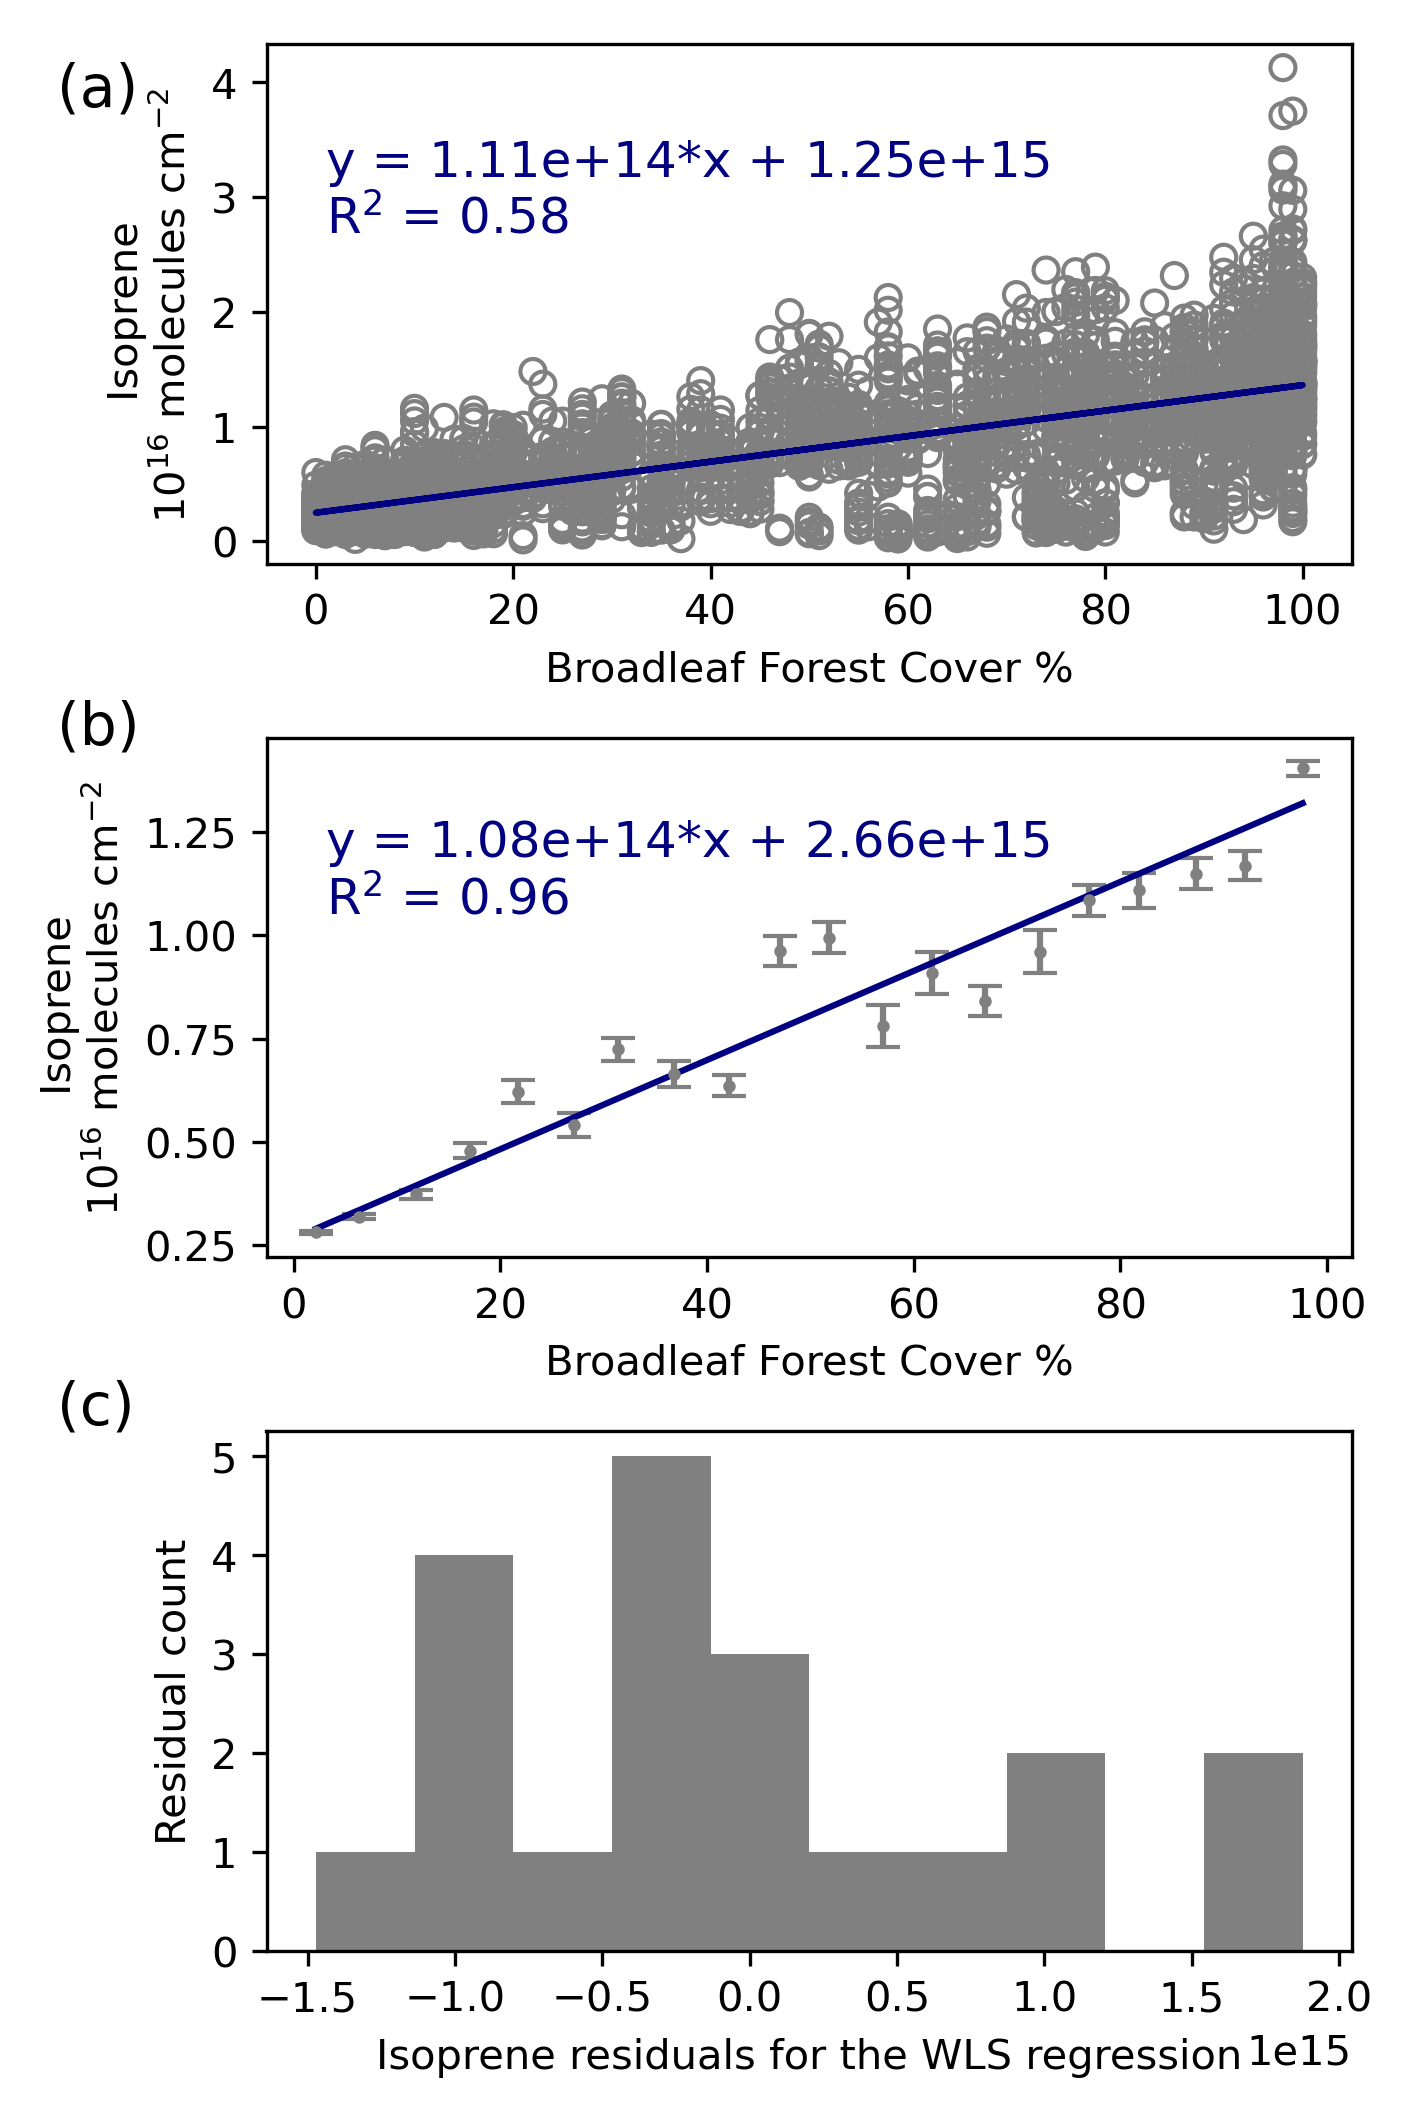 (a)
Isoprene
10¹⁶ molecules cm⁻²
4
3
2
1
0
y = 1.11e+14*x + 1.25e+15
R² = 0.58
0 20 40 60 80 100
Broadleaf Forest Cover %
(b)
Isoprene
10¹⁶ molecules cm⁻²
1.25
1.00
0.75
0.50
0.25
y = 1.08e+14*x + 2.66e+15
R² = 0.96
0 20 40 60 80 100
Broadleaf Forest Cover %
(c)
Residual count
5
4
3
2
1
0
−1.5 −1.0 −0.5 0.0 0.5 1.0 1.5 2.0
Isoprene residuals for the WLS regression 1e15